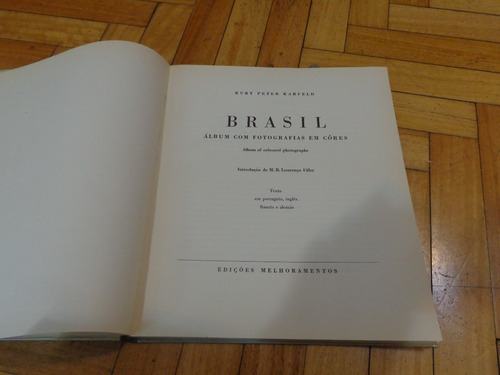 KURT PETER KARFELD
BRASIL
ÁLBUM COM FOTOGRAFIAS EM CÔRES
Album of coloured photographs
Introdução de M. B. Lourenço Filho
Texto
em português, inglês,
francês e alemão
EDIÇÕES MELHORAMENTOS